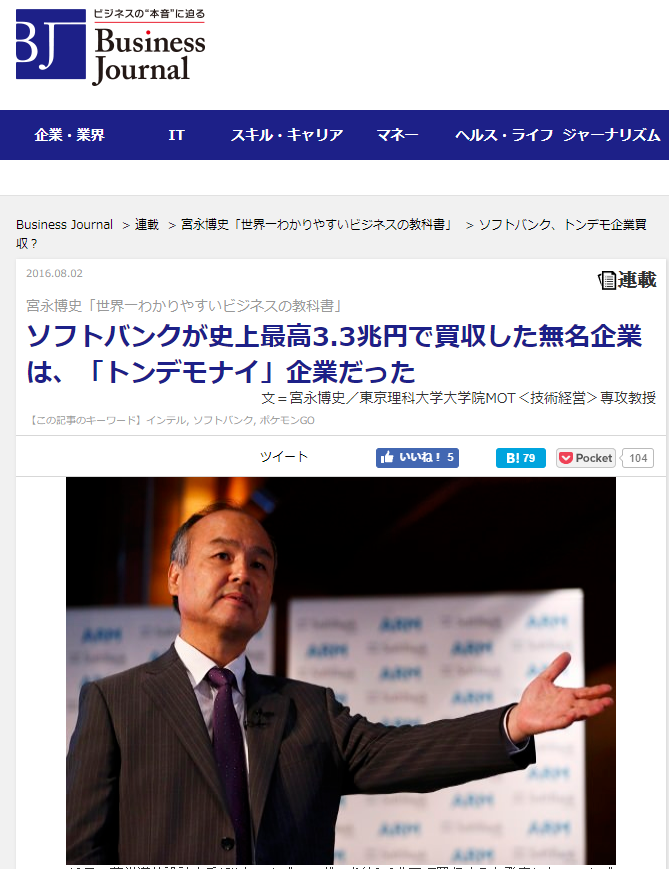 ビジネスの“本音”に迫る
BJ
Business
Journal
企業・業界 IT スキル・キャリア マネー ヘルス・ライフ ジャーナリズム
Business Journal > 連載 > 宮永博史「世界一わかりやすいビジネスの教科書」 > ソフトバンク、トンデモ企業買
収？
2016.08.02
連載
宮永博史「世界一わかりやすいビジネスの教科書」
ソフトバンクが史上最高3.3兆円で買収した無名企業
は、「トンデモナイ」企業だった
文＝宮永博史／東京理科大学大学院MOT＜技術経営＞専攻教授
【この記事のキーワード】インテル, ソフトバンク, ポケモンGO
ツイート いいね！ 5 B! 79 Pocket 104
ARM
ARM
ARM
ARM
ARM
ARM
ARM
ARM